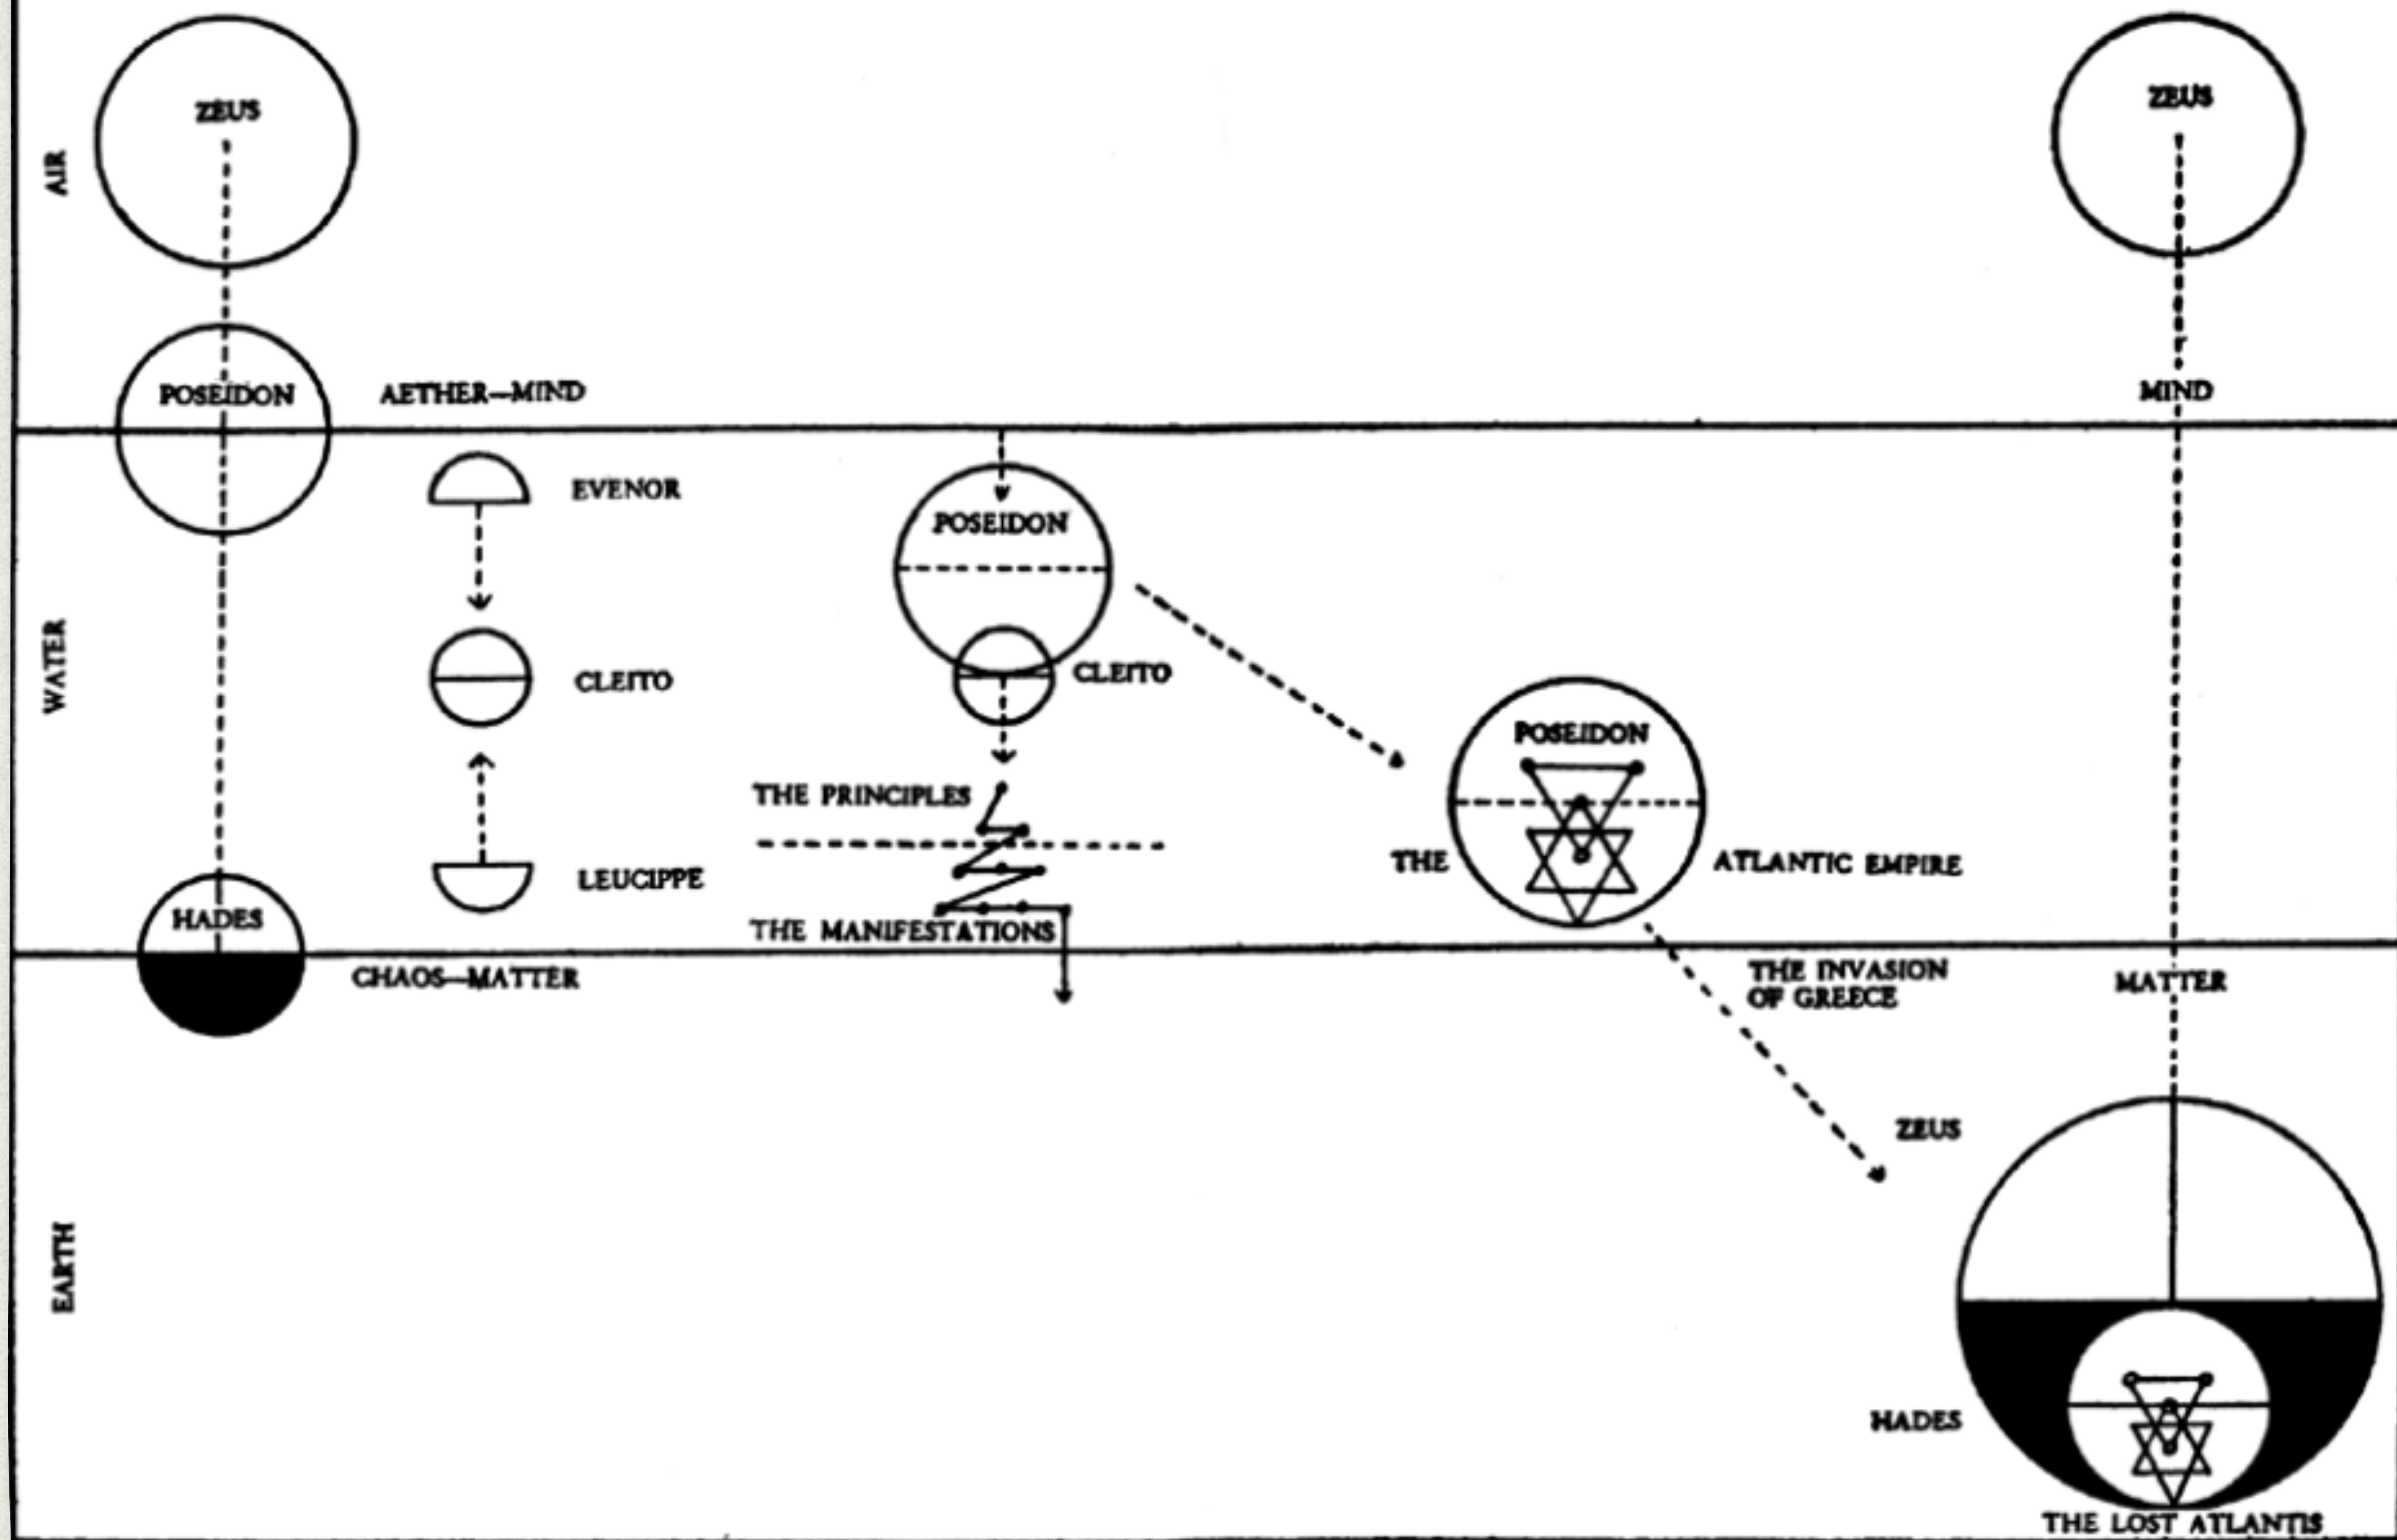 ZEUS
ZEUS
AIR
POSEIDON
AETHER—MIND
MIND
EVENOR
POSEIDON
WATER
CLEITO
CLEITO
POSEIDON
THE PRINCIPLES
THE
ATLANTIC EMPIRE
LEUCIPPE
HADES
THE MANIFESTATIONS
CHAOS—MATTER
THE INVASION
OF GREECE
MATTER
ZEUS
EARTH
HADES
THE LOST ATLANTIS